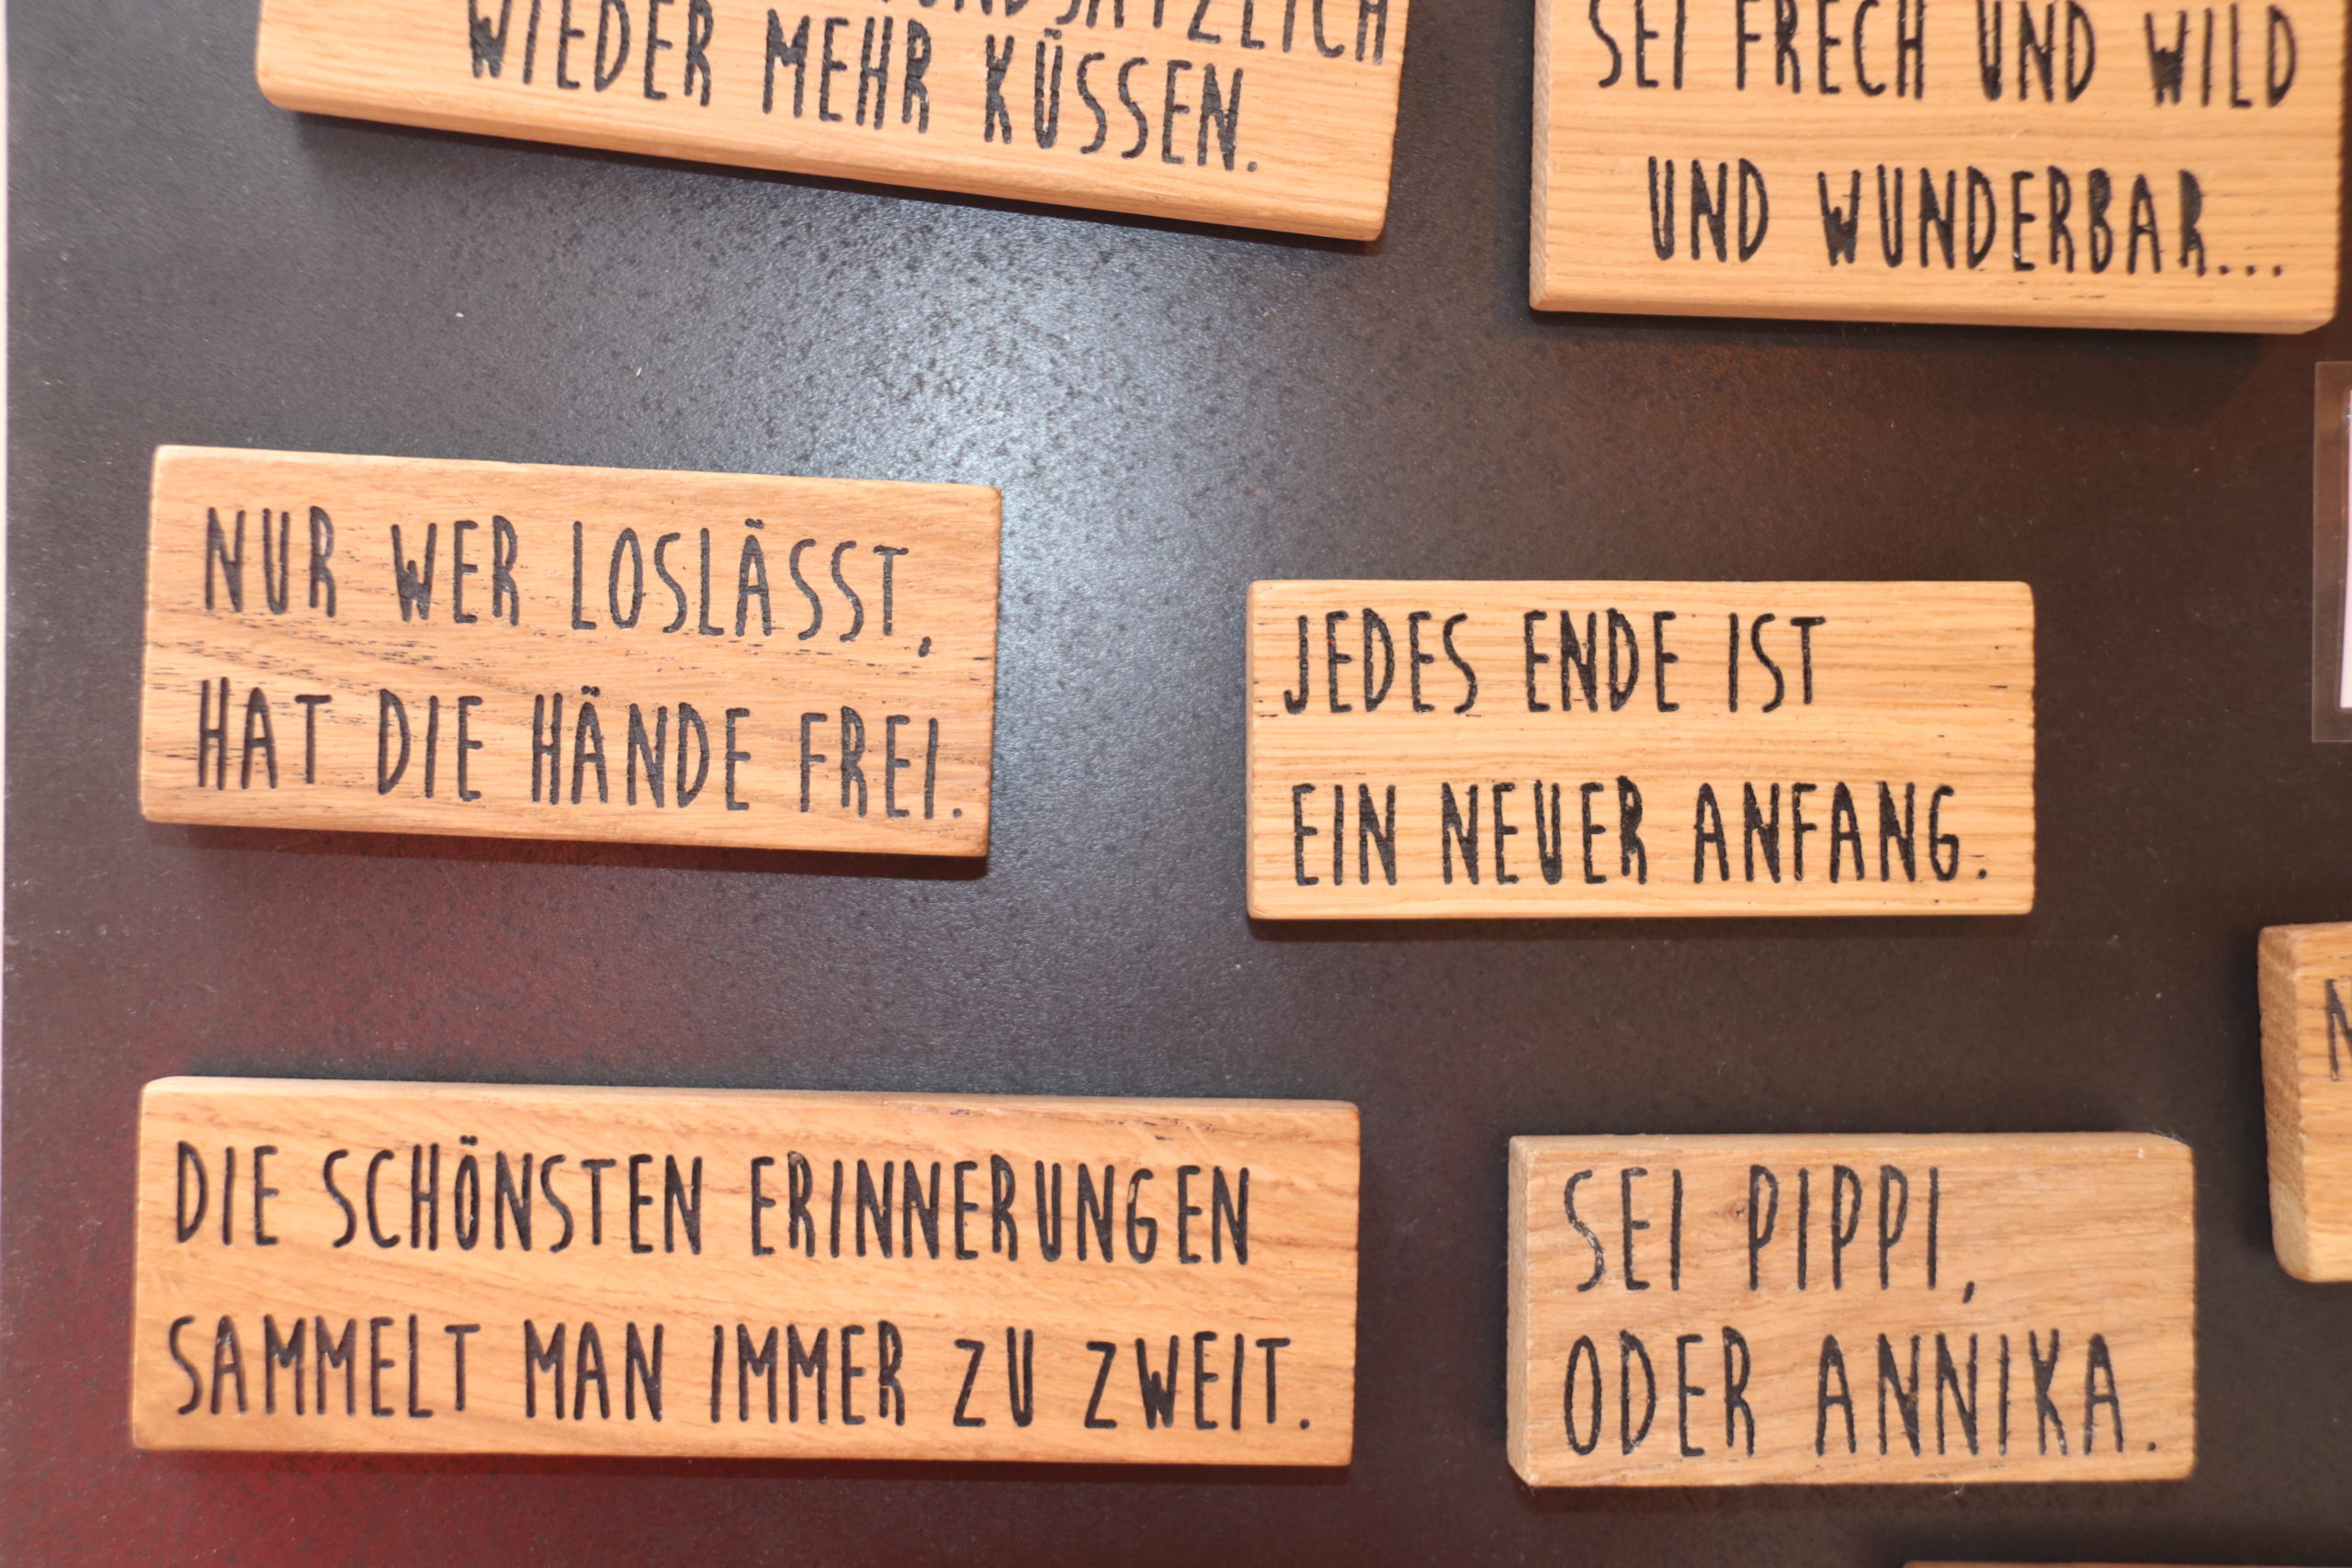 WIEDER MEHR KÜSSEN.
SEI FRECH UND WILD
UND WUNDERBAR...
NUR WER LOSLÄSST,
HAT DIE HÄNDE FREI.
JEDES ENDE IST
EIN NEUER ANFANG.
DIE SCHÖNSTEN ERINNERUNGEN
SAMMELT MAN IMMER ZU ZWEIT.
SEI PIPPI,
ODER ANNIKA.